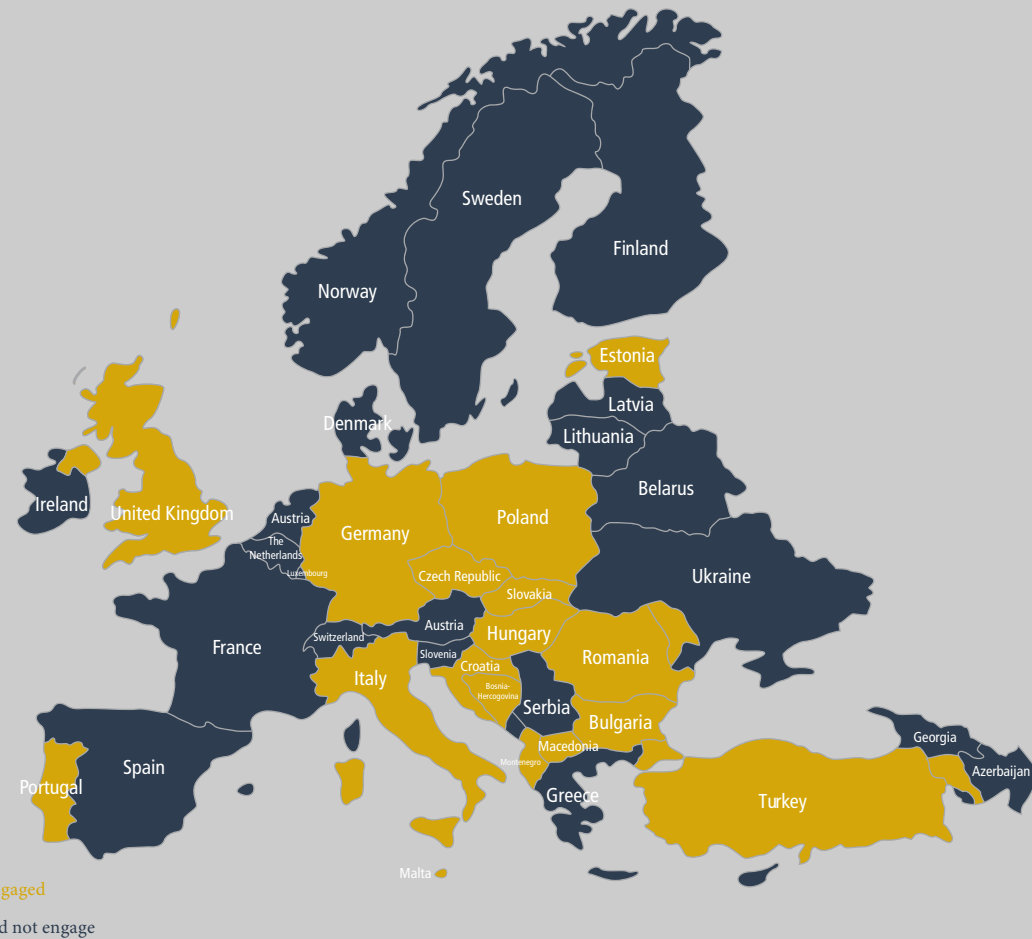 Sweden
Finland
Norway
Estonia
Latvia
Denmark
Lithuania
Belarus
Ireland
United Kingdom
Austria
Germany
Poland
The
Netherlands
Luxembourg
Czech Republic
Ukraine
Slovakia
Austria
Switzerland
Hungary
France
Slovenia
Romania
Croatia
Italy
Bosnia-
Hercogovina
Serbia
Bulgaria
Georgia
Macedonia
Montenegro
Azerbaijan
Spain
Portugal
Greece
Turkey
Malta
gaged
d not engage